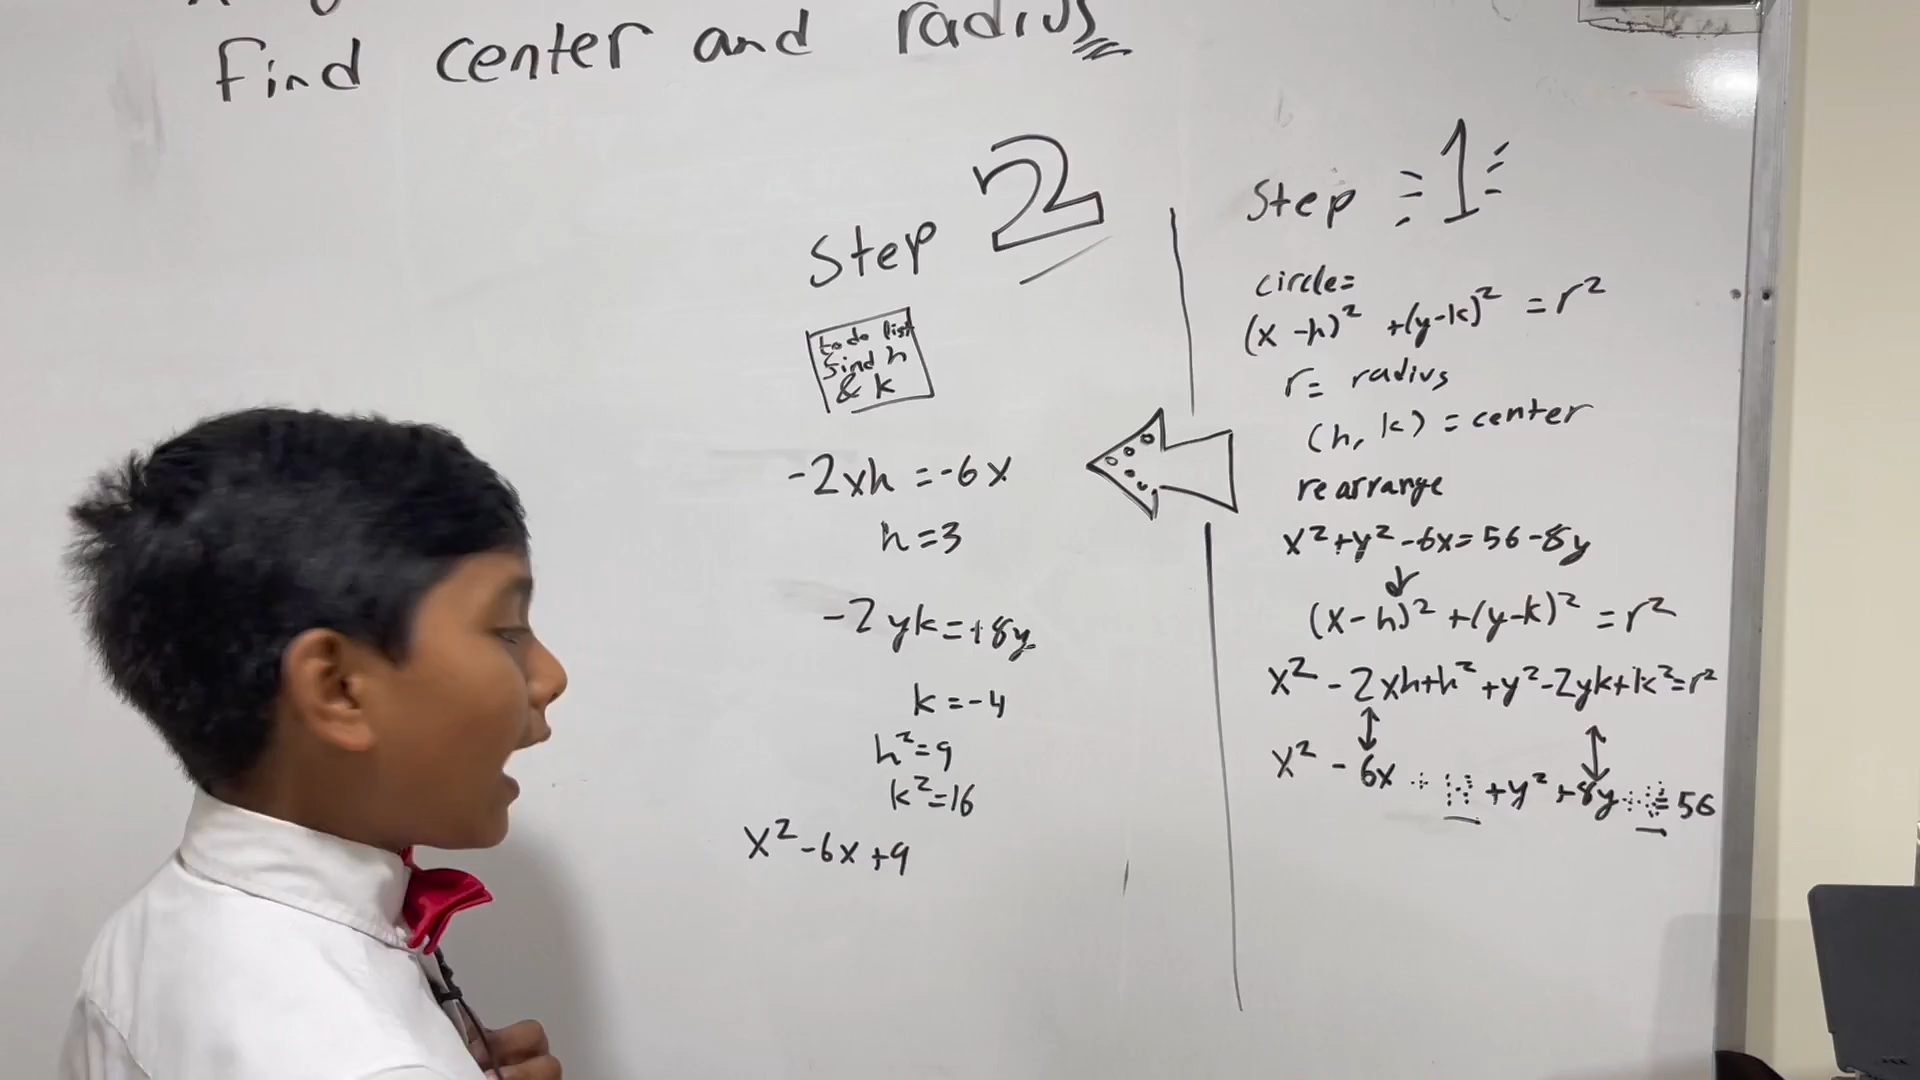 Find center and radius
Step 2
to do list
find h
& k
-2xh = -6x
h = 3
-2yk = +8y
k = -4
h² = 9
k² = 16
x² - 6x + 9
Step 1
circle =
(x - h)² + (y - k)² = r²
r = radius
(h, k) = center
rearrange
x² + y² - 6x = 56 - 8y
(x - h)² + (y - k)² = r²
x² - 2xh + h² + y² - 2yk + k² = r²
x² - 6x + + y² + 8y + = 56